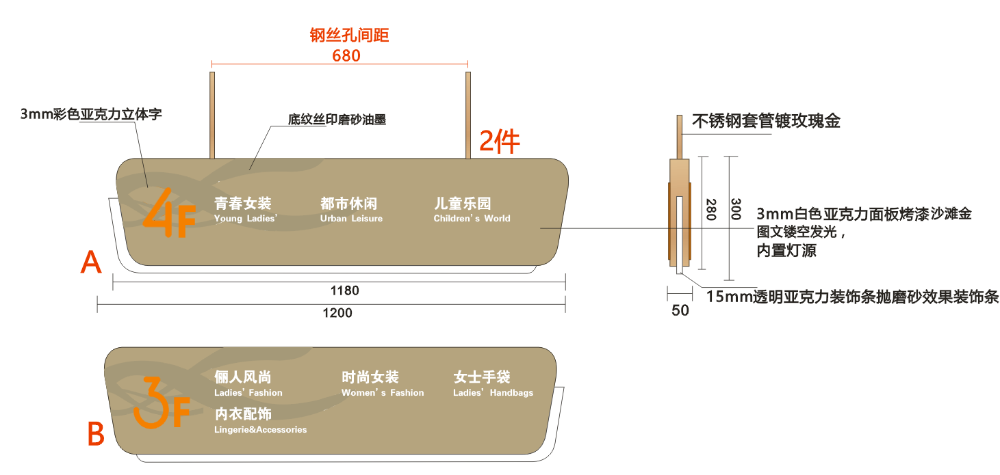 钢丝孔间距
680
3mm彩色亚克力立体字
底纹丝印磨砂油墨
2件
不锈钢套管镀玫瑰金
4F
青春女装
Young Ladies’
都市休闲
Urban Leisure
儿童乐园
Children’s World
280
300
3mm白色亚克力面板烤漆沙滩金
图文镂空发光，
内置灯源
A
1180
15mm透明亚克力装饰条抛磨砂效果装饰条
50
1200
3F
俪人风尚
Ladies’ Fashion
时尚女装
Women’s Fashion
女士手袋
Ladies’ Handbags
内衣配饰
Lingerie&Accessories
B